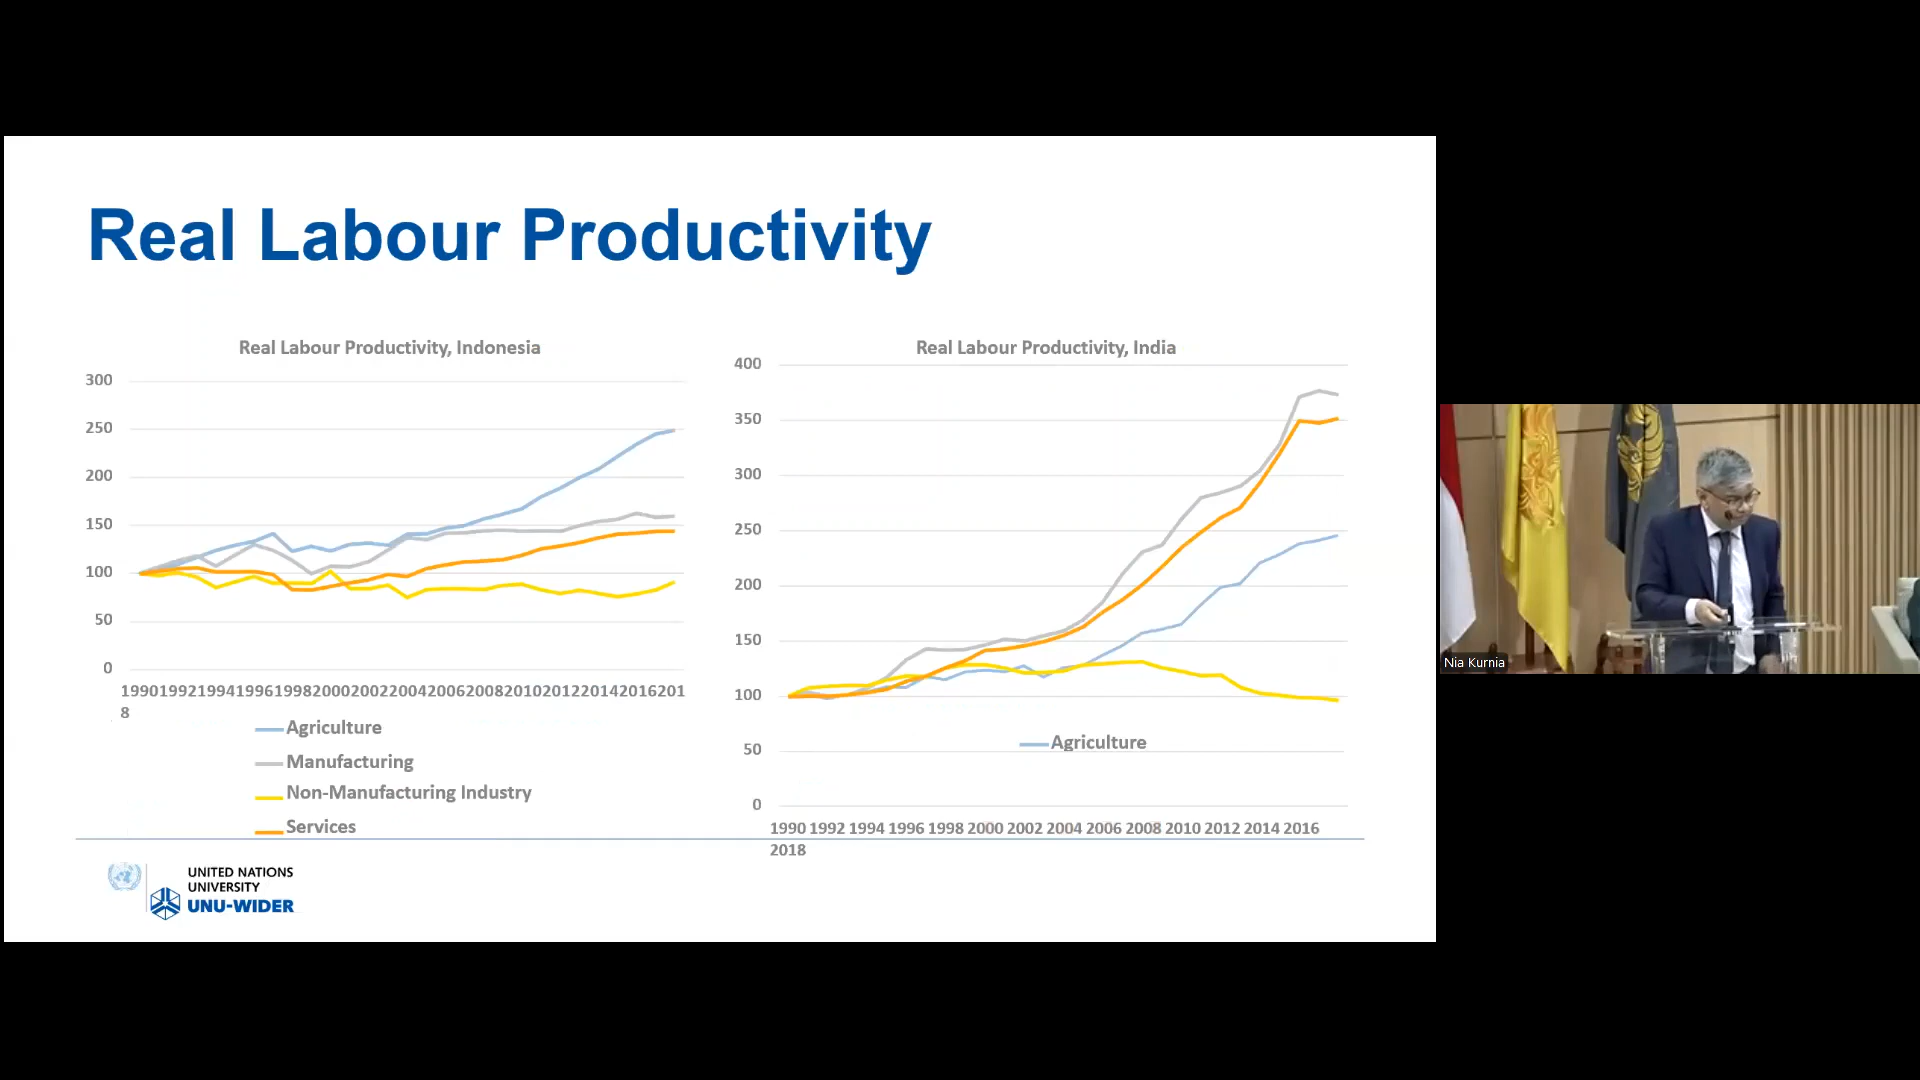 Real Labour Productivity
Real Labour Productivity, Indonesia
300
250
200
150
100
50
0
19901992199419961998200020022004200620082010201220142016201
8
Agriculture
Manufacturing
Non-Manufacturing Industry
Services
Real Labour Productivity, India
400
350
300
250
200
150
100
50
0
Agriculture
1990 1992 1994 1996 1998 2000 2002 2004 2006 2008 2010 2012 2014 2016
2018
UNITED NATIONS
UNIVERSITY
UNU-WIDER
Nia Kurnia